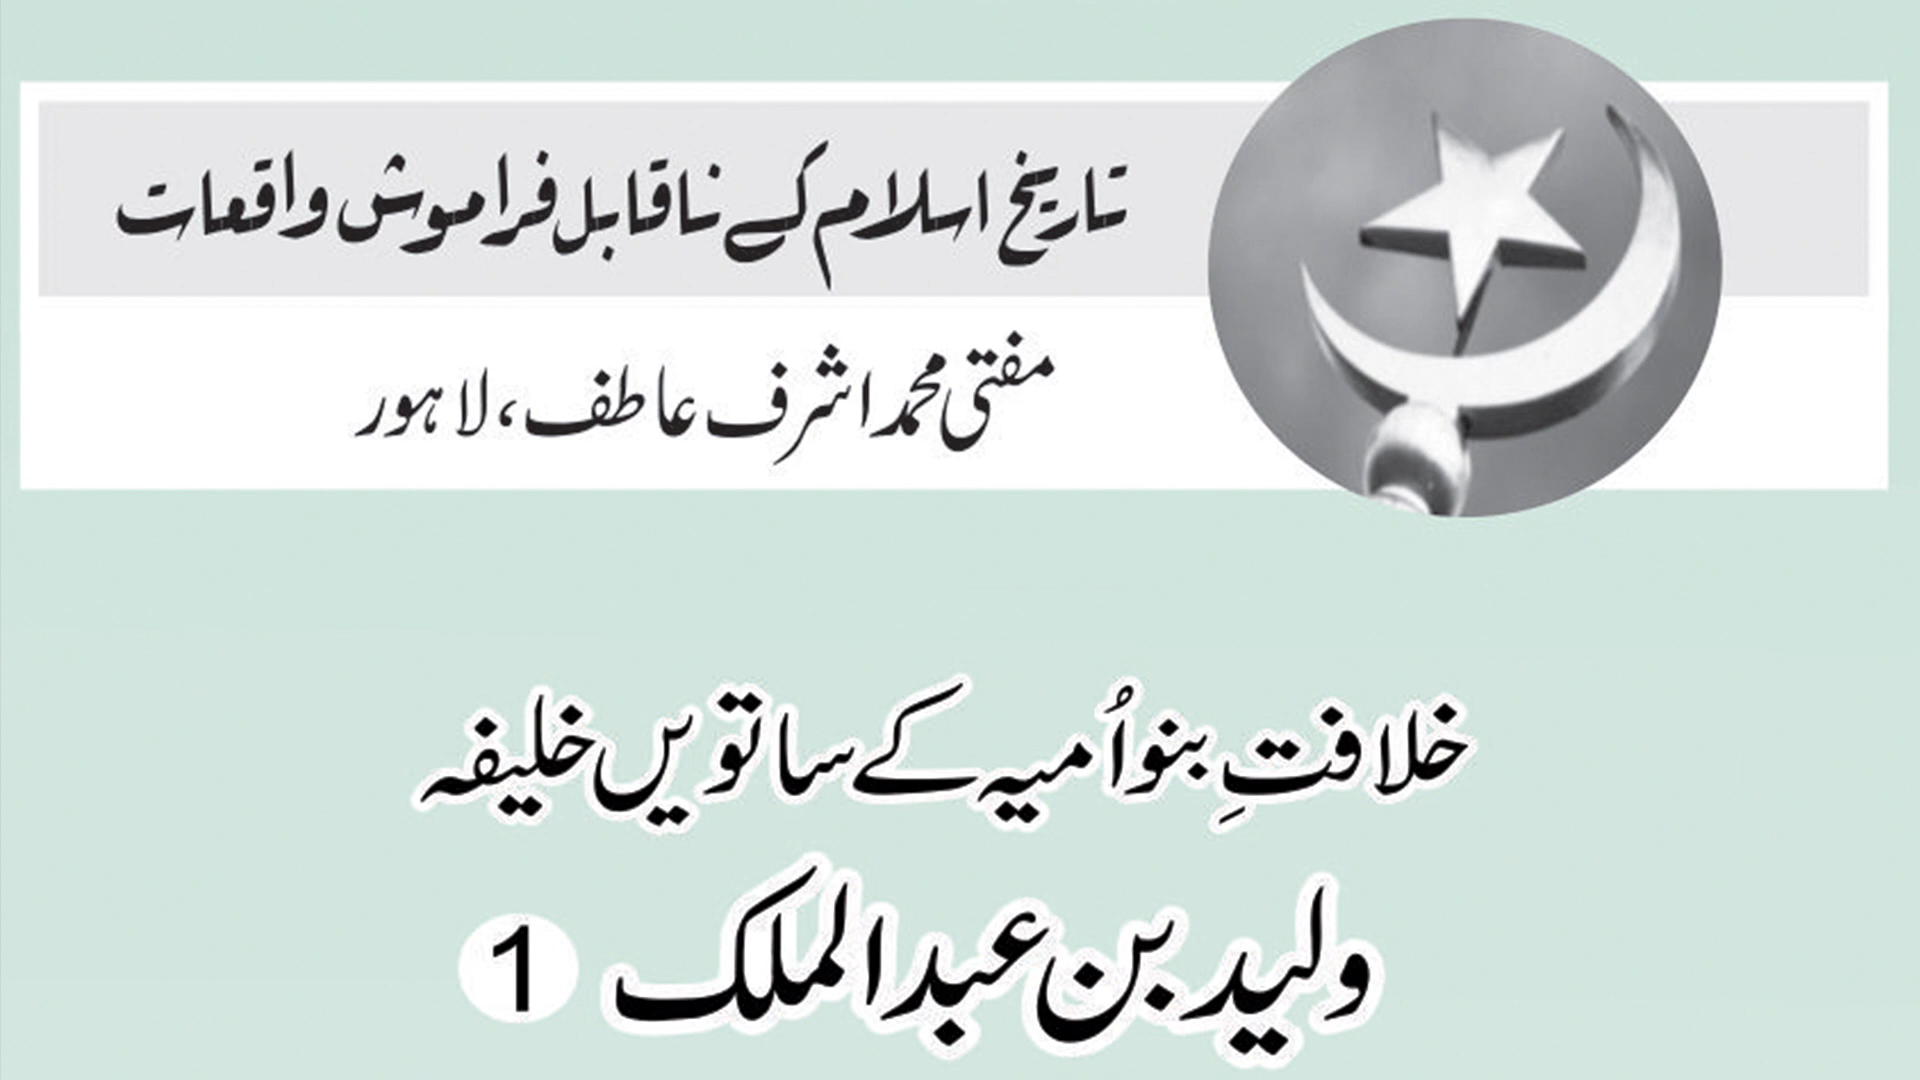 تاریخ اسلام کے ناقابل فراموش واقعات
مفتی محمد اشرف عاطف، لاہور
خلافتِ بنو اُمیہ کے ساتویں خلیفہ
ولید بن عبدالملک 1